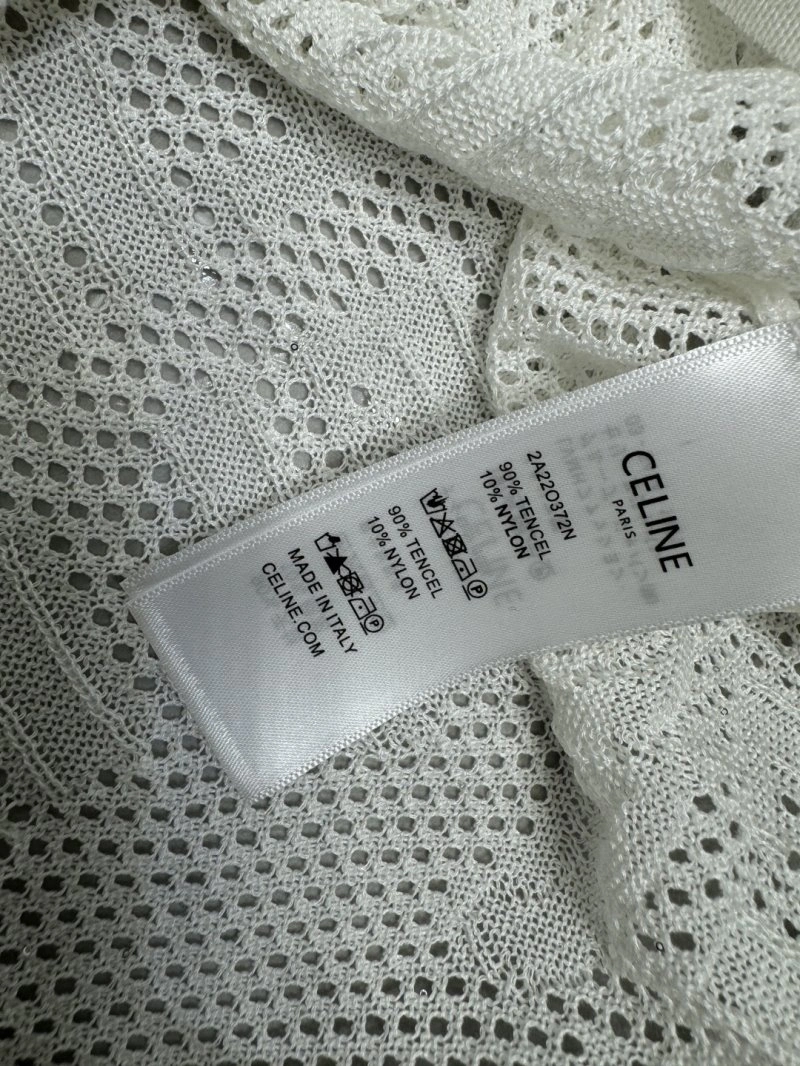 CELINE
PARIS
2A22O372N
90% TENCEL
10% NYLON
90% TENCEL
10% NYLON
MADE IN ITALY
CELINE.COM